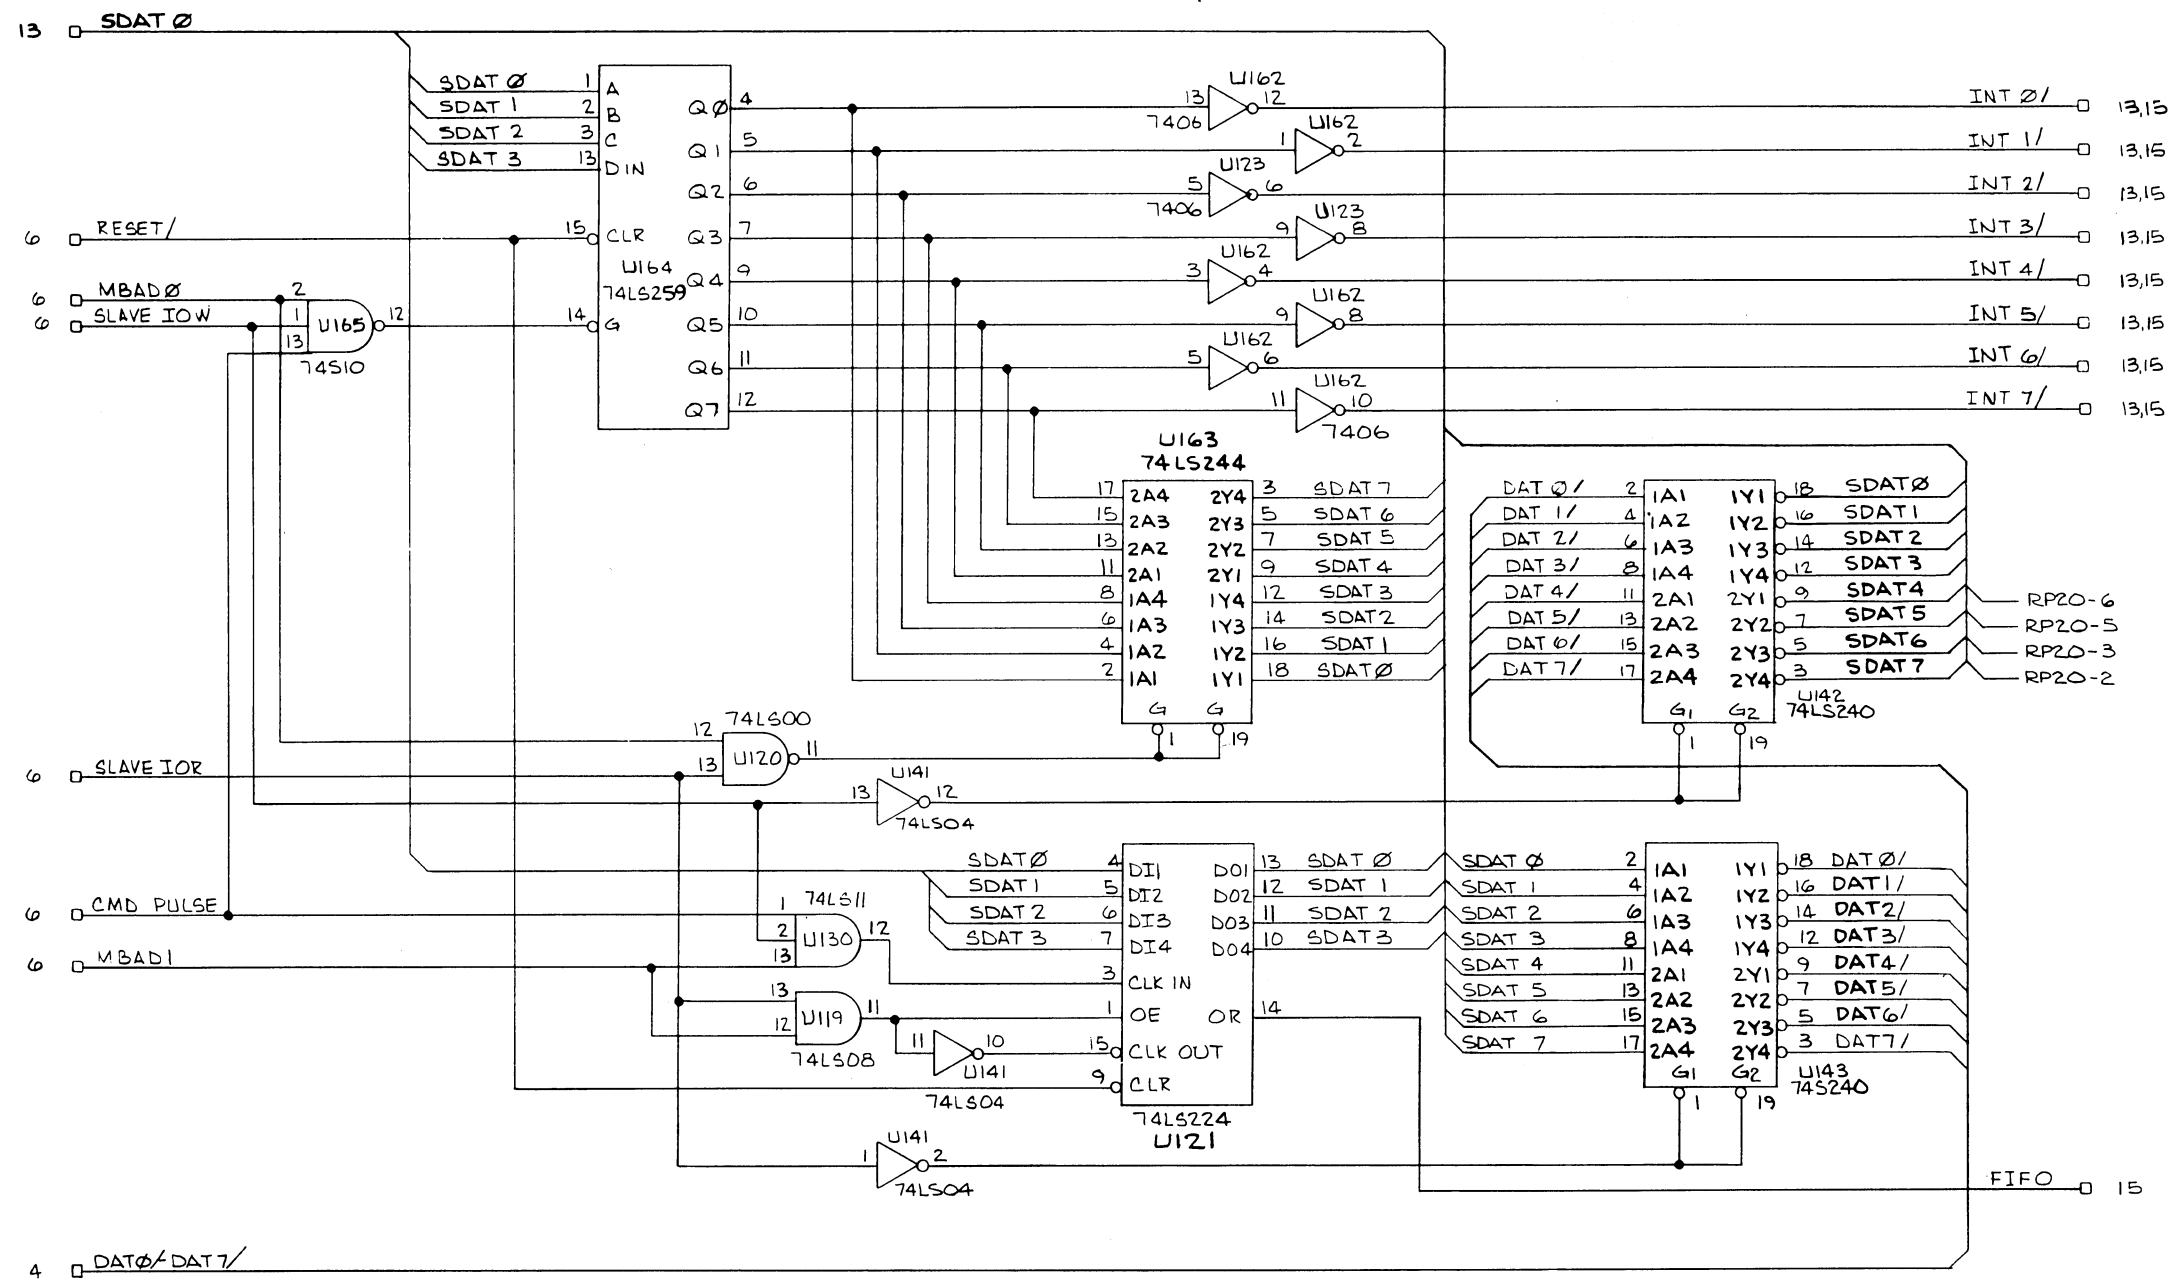 13 SDAT Ø
SDAT Ø 1 A
SDAT 1 2 B
SDAT 2 3 C
SDAT 3 13 DIN
6 RESET/ 15 CLR
6 MBADØ 2
6 SLAVE IOW 1
13
U165 12
74S10
14 G
U164
74LS259
QØ 4
Q1 5
Q2 6
Q3 7
Q4 9
Q5 10
Q6 11
Q7 12
U162
13 12
7406
INT Ø/ 13,15
U162
1 2
INT 1/ 13,15
U123
5 6
7406
INT 2/ 13,15
U123
9 8
INT 3/ 13,15
U162
3 4
INT 4/ 13,15
U162
9 8
INT 5/ 13,15
U162
5 6
INT 6/ 13,15
U162
11 10
7406
INT 7/ 13,15
U163
74LS244
17 2A4 2Y4 3 SDAT 7
15 2A3 2Y3 5 SDAT 6
13 2A2 2Y2 7 SDAT 5
11 2A1 2Y1 9 SDAT 4
8 1A4 1Y4 12 SDAT 3
6 1A3 1Y3 14 SDAT 2
4 1A2 1Y2 16 SDAT 1
2 1A1 1Y1 18 SDATØ
G G
1 19
DAT Ø/ 2 1A1 1Y1 18 SDATØ
DAT 1/ 4 1A2 1Y2 16 SDAT1
DAT 2/ 6 1A3 1Y3 14 SDAT 2
DAT 3/ 8 1A4 1Y4 12 SDAT 3
DAT 4/ 11 2A1 2Y1 9 SDAT4 RP20-6
DAT 5/ 13 2A2 2Y2 7 SDAT5 RP20-5
DAT 6/ 15 2A3 2Y3 5 SDAT6 RP20-3
DAT 7/ 17 2A4 2Y4 3 SDAT7 RP20-2
G1 G2
1 19
U142
74LS240
74LS00
12
13 U120 11
6 SLAVE IOR
U141
13 12
74LS04
6 CMD PULSE
6 MBAD1
74LS11
1
2 U130 12
13
13
12 U119 11
74LS08
11 10
U141
74LS04
SDATØ 4 DI1 DO1 13 SDAT Ø
SDAT1 5 DI2 DO2 12 SDAT 1
SDAT 2 6 DI3 DO3 11 SDAT 2
SDAT 3 7 DI4 DO4 10 SDAT3
3 CLK IN
1 OE OR 14
15 CLK OUT
9 CLR
74LS224
U121
U141
1 2
74LS04
SDAT Ø 2 1A1 1Y1 18 DATØ/
SDAT 1 4 1A2 1Y2 16 DAT1/
SDAT 2 6 1A3 1Y3 14 DAT2/
SDAT 3 8 1A4 1Y4 12 DAT3/
SDAT 4 11 2A1 2Y1 9 DAT4/
SDAT 5 13 2A2 2Y2 7 DAT5/
SDAT 6 15 2A3 2Y3 5 DAT6/
SDAT 7 17 2A4 2Y4 3 DAT7/
G1 G2
1 19
U143
74S240
FIFO 15
4 DATØ/-DAT7/